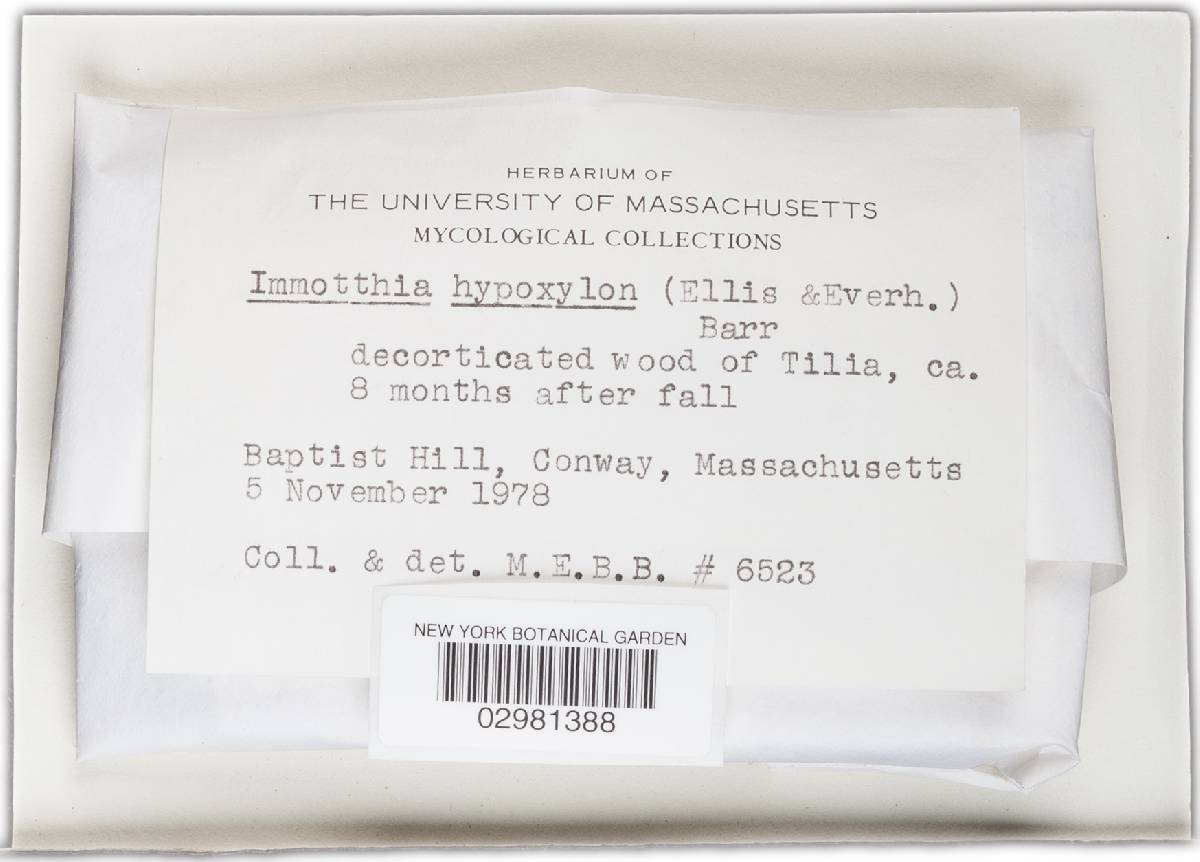 HERBARIUM OF
THE UNIVERSITY OF MASSACHUSETTS
MYCOLOGICAL COLLECTIONS
Immotthia hypoxylon (Ellis &Everh.)
Barr
decorticated wood of Tilia, ca.
8 months after fall
Baptist Hill, Conway, Massachusetts
5 November 1978
Coll. & det. M.E.B.B. # 6523
NEW YORK BOTANICAL GARDEN
02981388